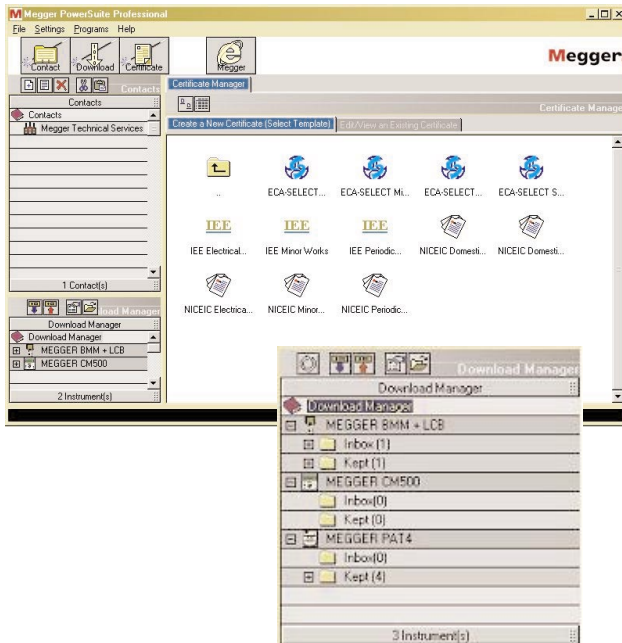 Megger PowerSuite Professional
File Settings Programs Help
Contact Download Certificate Megger
Megger
Contacts
Certificate Manager
Contacts
Certificate Manage
Contacts
Megger Technical Services
Create a New Certificate (Select Template) Edit/View an Existing Certificate
..
ECA-SELECT... ECA-SELECT Mi... ECA-SELECT... ECA-SELECT S...
IEE IEE IEE
IEE Electrical... IEE Minor Works IEE Periodic... NICEIC Domesti... NICEIC Domesti...
NICEIC Electrica... NICEIC Minor... NICEIC Periodic...
1 Contact(s)
load Manager
Download Manager
Download Manager
MEGGER BMM + LCB
MEGGER CM500
2 Instrument(s)
Download Manager
Download Manager
Download Manager
MEGGER BMM + LCB
Inbox (1)
Kept (1)
MEGGER CM500
Inbox(0)
Kept (0)
MEGGER PAT4
Inbox(0)
Kept (4)
3 Instrument(s)